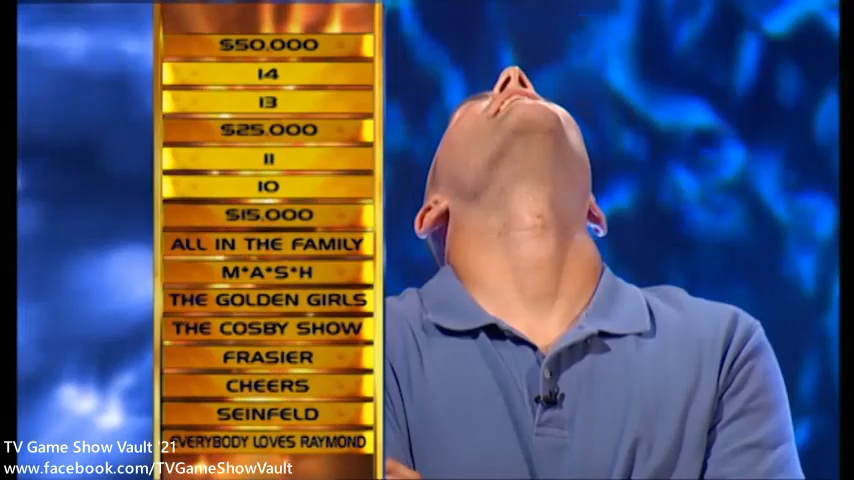 $50,000
14
13
$25,000
11
10
$15,000
ALL IN THE FAMILY
M*A*S*H
THE GOLDEN GIRLS
THE COSBY SHOW
FRASIER
CHEERS
SEINFELD
EVERYBODY LOVES RAYMOND
TV Game Show Vault '21
www.facebook.com/TVGameShowVault